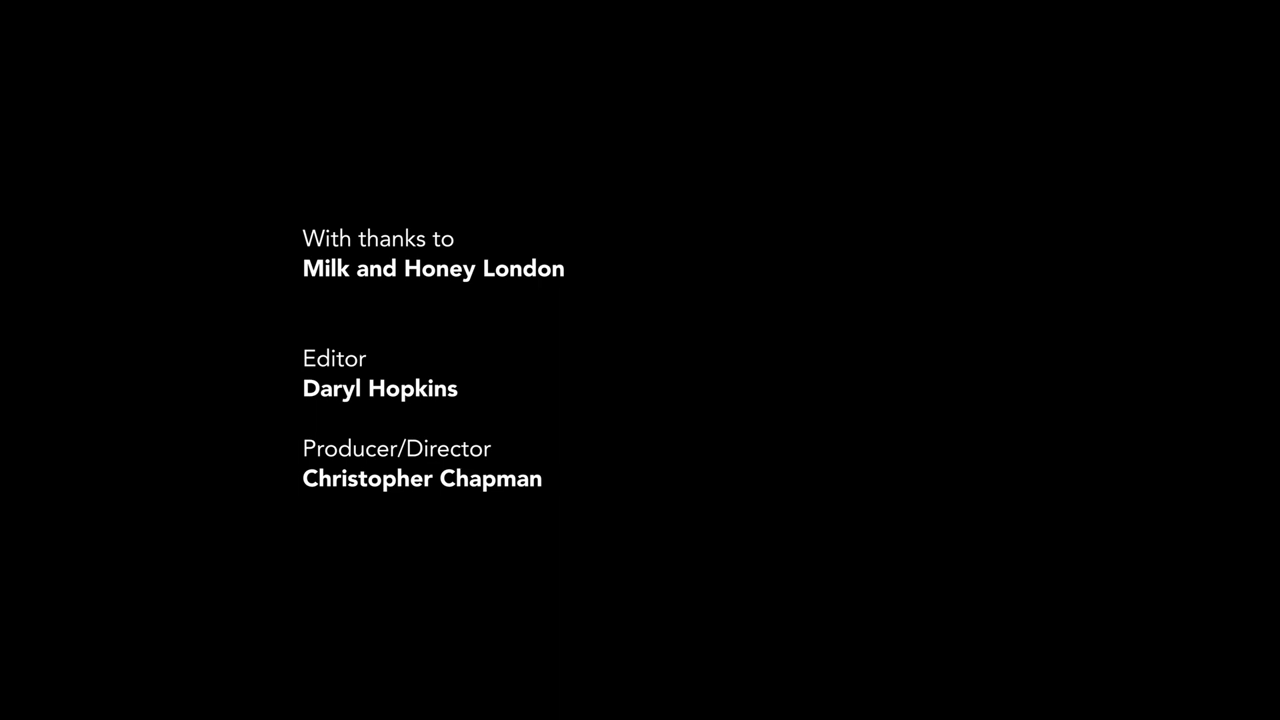 With thanks to
Milk and Honey London
Editor
Daryl Hopkins
Producer/Director
Christopher Chapman